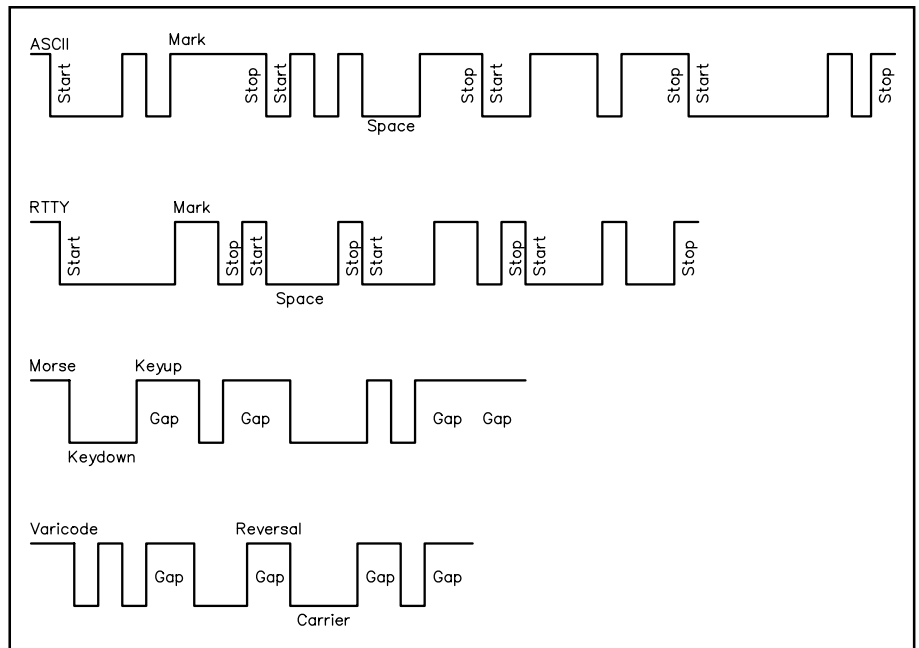 ASCII Mark
Start Stop Start Stop Start Stop Start Stop
Space
RTTY Mark
Start Stop Start Stop Start Stop Start Stop
Space
Morse Keyup
Gap Gap Gap Gap
Keydown
Varicode Reversal
Gap Gap Gap Gap
Carrier